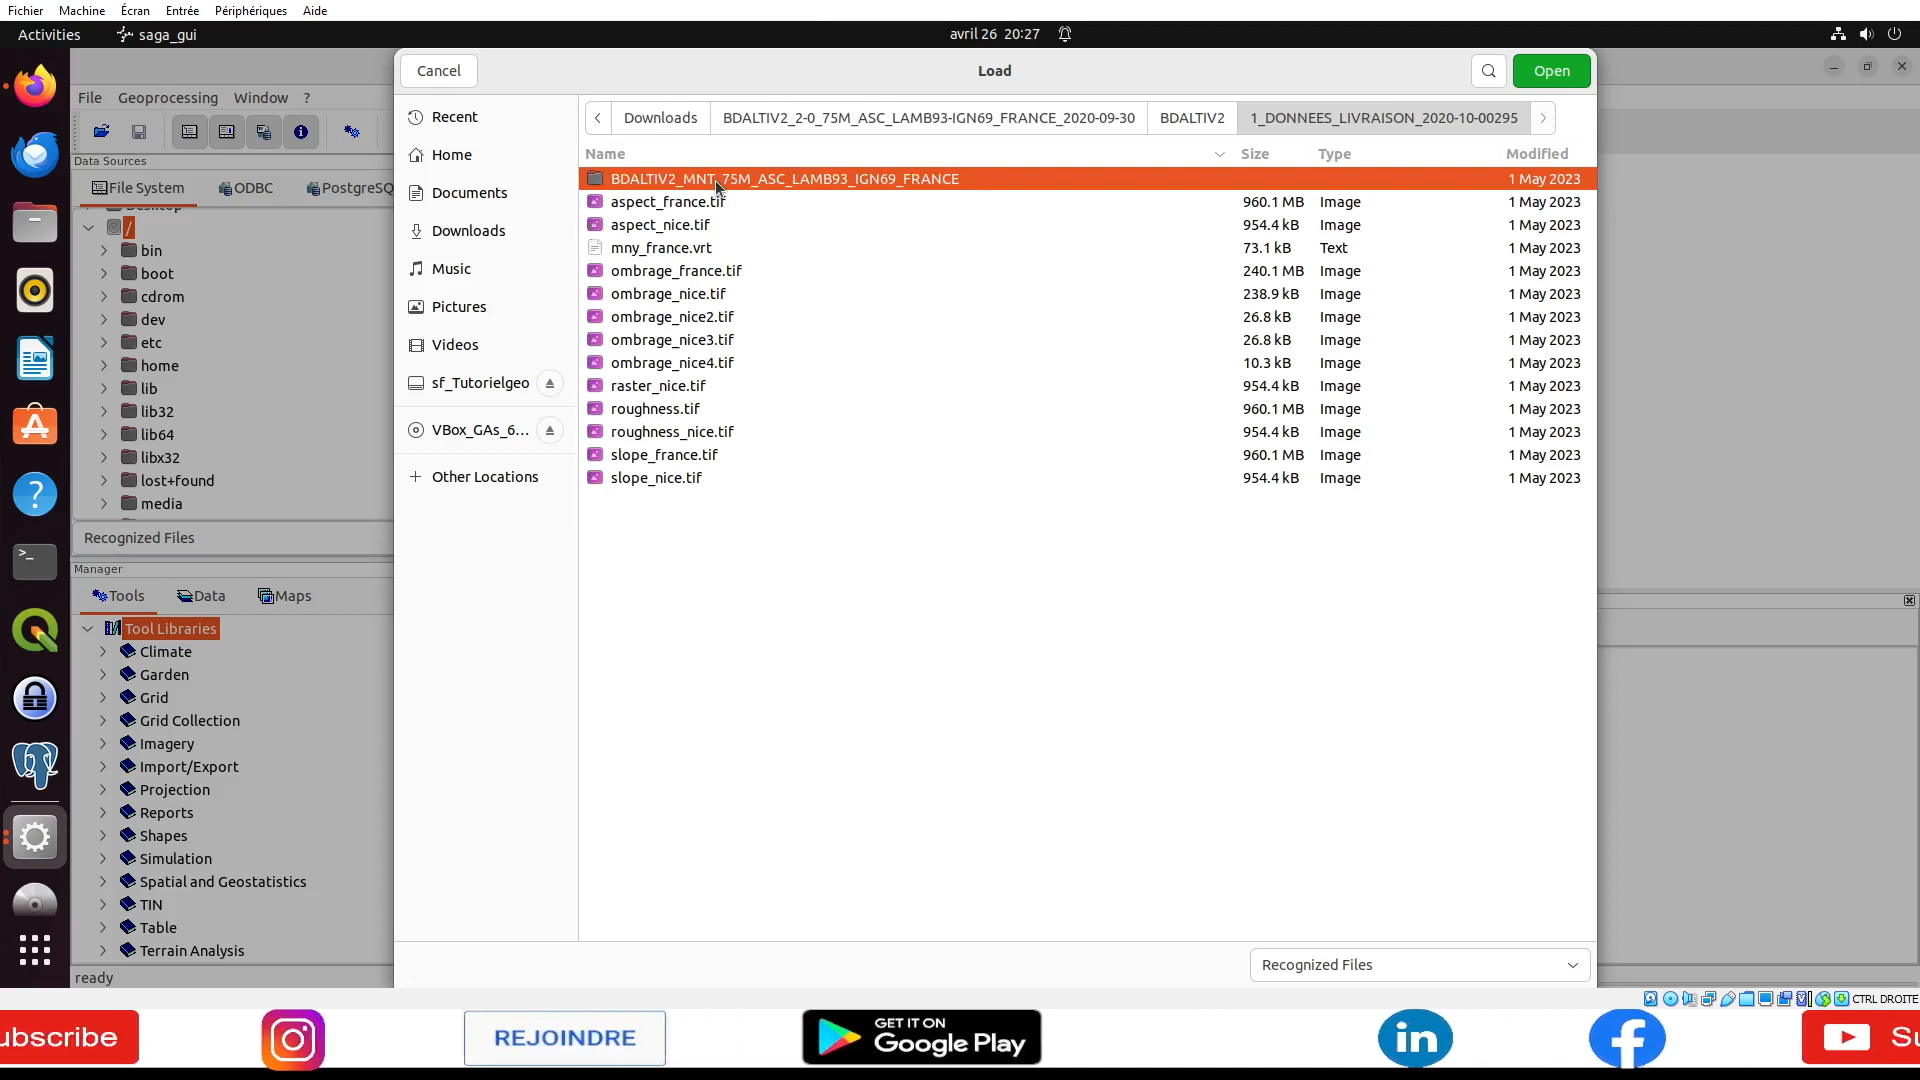 Fichier Machine Écran Entrée Périphériques Aide
Activities saga_gui avril 26 20:27
Cancel Load Open
File Geoprocessing Window ?
Data Sources
File System ODBC PostgreSQ
/
bin
boot
cdrom
dev
etc
home
lib
lib32
lib64
libx32
lost+found
media
Recognized Files
Manager
Tools Data Maps
Tool Libraries
Climate
Garden
Grid
Grid Collection
Imagery
Import/Export
Projection
Reports
Shapes
Simulation
Spatial and Geostatistics
TIN
Table
Terrain Analysis
ready
Recent
Home
Documents
Downloads
Music
Pictures
Videos
sf_Tutorielgeo
VBox_GAs_6...
Other Locations
Downloads BDALTIV2_2-0_75M_ASC_LAMB93-IGN69_FRANCE_2020-09-30 BDALTIV2 1_DONNEES_LIVRAISON_2020-10-00295
Name Size Type Modified
BDALTIV2_MNT_75M_ASC_LAMB93_IGN69_FRANCE 1 May 2023
aspect_france.tif 960.1 MB Image 1 May 2023
aspect_nice.tif 954.4 kB Image 1 May 2023
mny_france.vrt 73.1 kB Text 1 May 2023
ombrage_france.tif 240.1 MB Image 1 May 2023
ombrage_nice.tif 238.9 kB Image 1 May 2023
ombrage_nice2.tif 26.8 kB Image 1 May 2023
ombrage_nice3.tif 26.8 kB Image 1 May 2023
ombrage_nice4.tif 10.3 kB Image 1 May 2023
raster_nice.tif 954.4 kB Image 1 May 2023
roughness.tif 960.1 MB Image 1 May 2023
roughness_nice.tif 954.4 kB Image 1 May 2023
slope_france.tif 960.1 MB Image 1 May 2023
slope_nice.tif 954.4 kB Image 1 May 2023
Recognized Files
CTRL DROITE
ubscribe REJOINDRE GET IT ON Google Play in Su